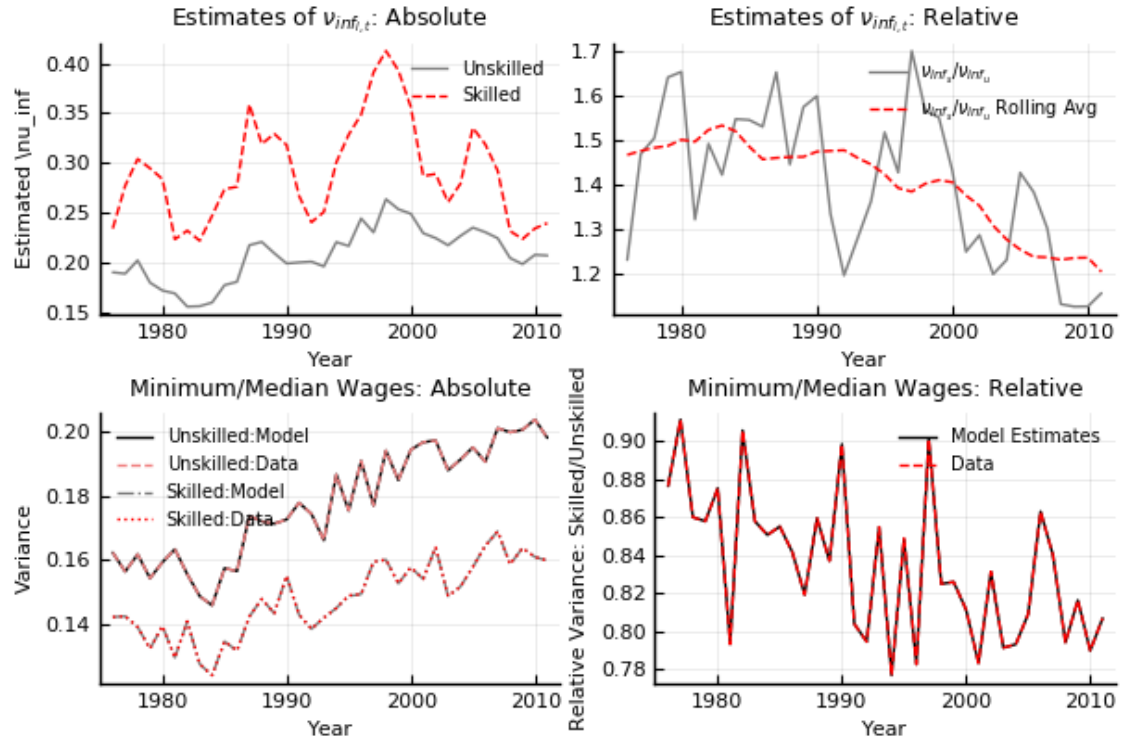 Estimates of ν_{inf_{i,t}}: Absolute
Estimated \nu_inf
0.40
0.35
0.30
0.25
0.20
0.15
Unskilled
Skilled
1980 1990 2000 2010
Year
Estimates of ν_{inf_{i,t}}: Relative
1.7
1.6
1.5
1.4
1.3
1.2
ν_{inf_s}/ν_{inf_u}
ν_{inf_s}/ν_{inf_u} Rolling Avg
1980 1990 2000 2010
Year
Minimum/Median Wages: Absolute
Variance
0.20
0.18
0.16
0.14
Unskilled:Model
Unskilled:Data
Skilled:Model
Skilled:Data
1980 1990 2000 2010
Year
Minimum/Median Wages: Relative
Relative Variance: Skilled/Unskilled
0.90
0.88
0.86
0.84
0.82
0.80
0.78
Model Estimates
Data
1980 1990 2000 2010
Year